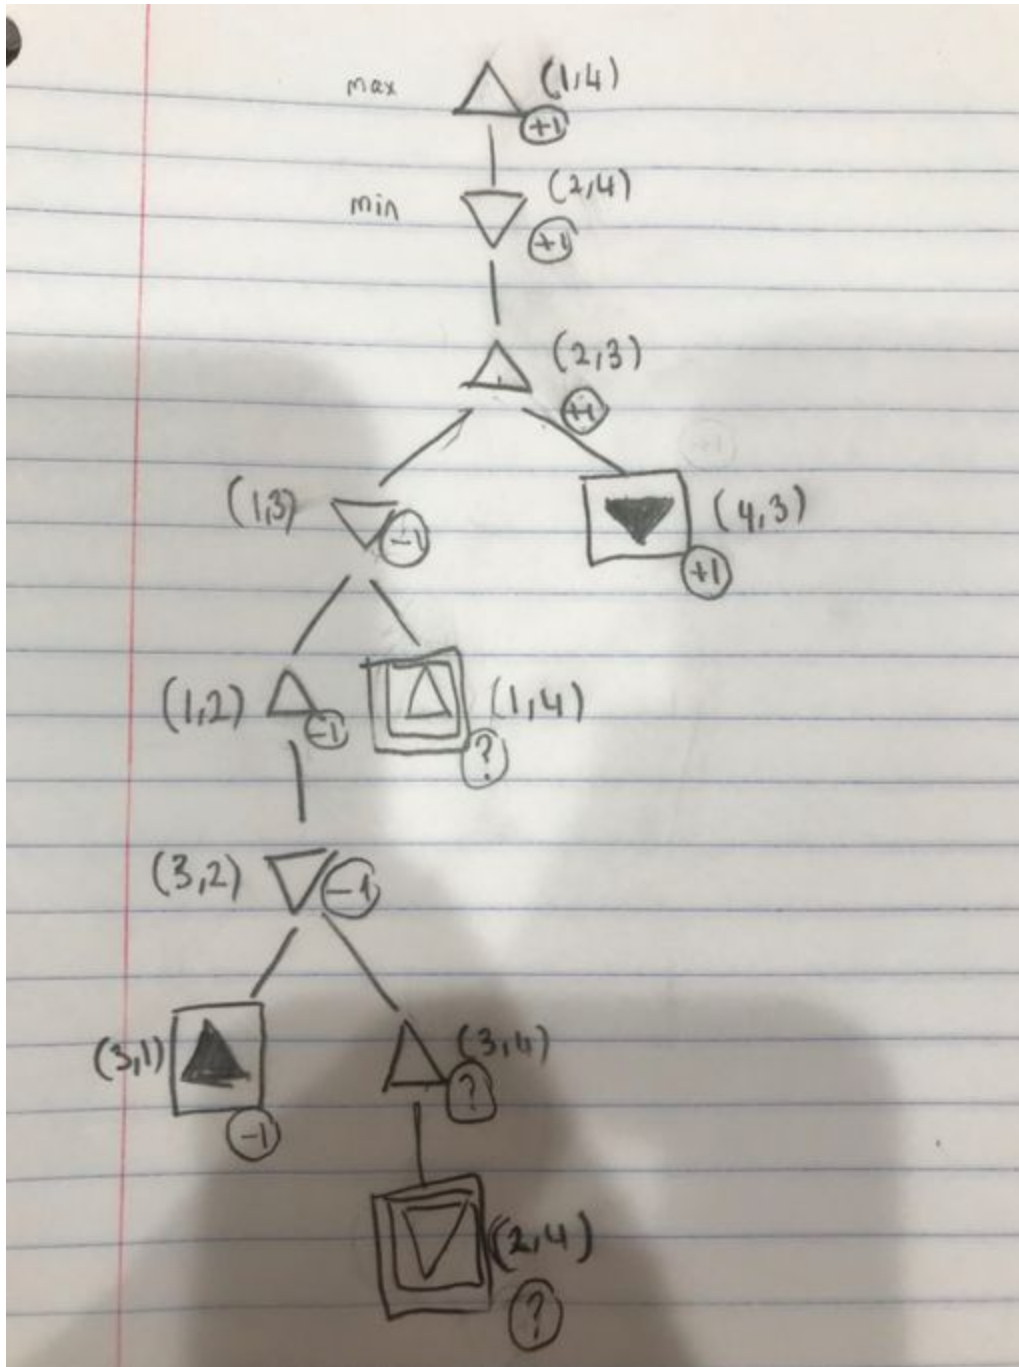 max (1,4)
+1
min (2,4)
+1
(2,3)
+1
(1,3) -1 (4,3)
+1
(1,2) -1 (1,4)
?
(3,2) -1
(3,1) (3,4)
-1 ?
(2,4)
?